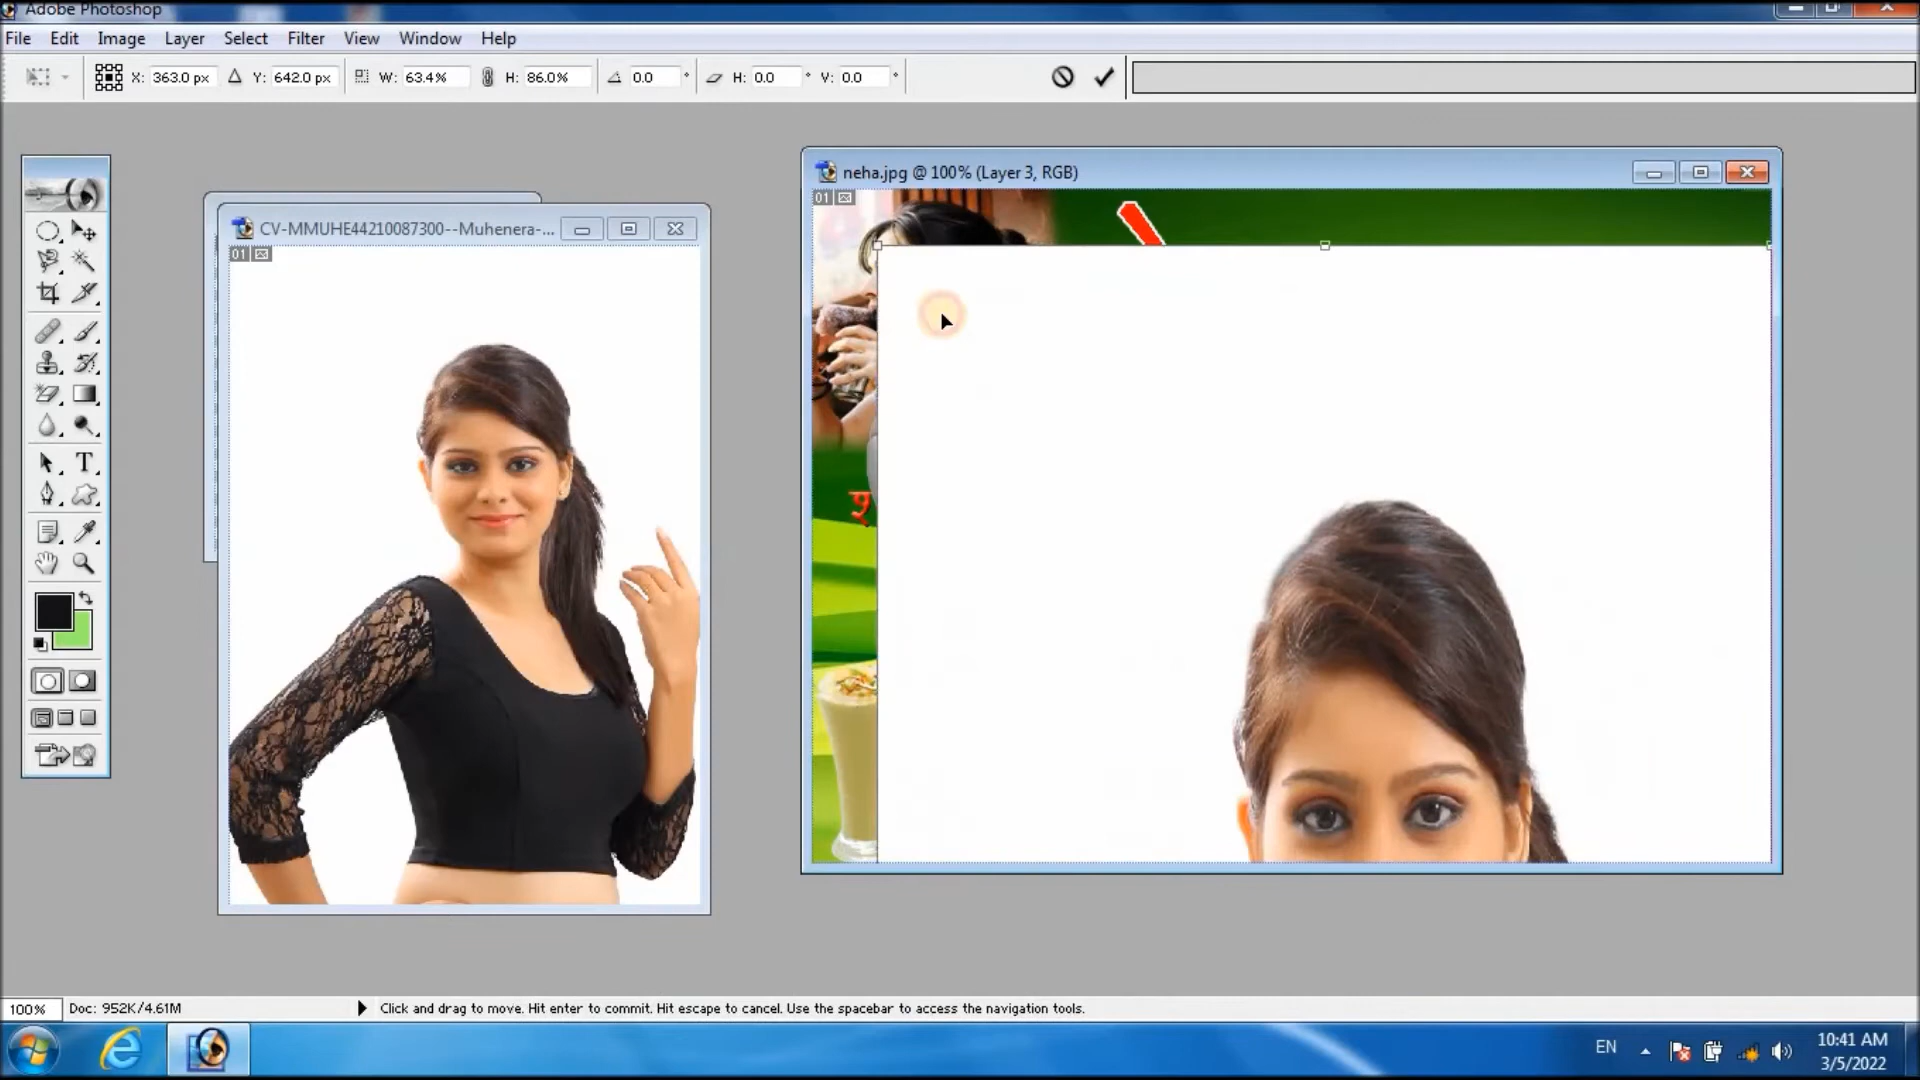 Adobe Photoshop
File Edit Image Layer Select Filter View Window Help
X: 363.0 px Y: 642.0 px W: 63.4% H: 86.0% 0.0 ° H: 0.0 ° V: 0.0 °
neha.jpg @ 100% (Layer 3, RGB)
01
CV-MMUHE44210087300--Muhenera-...
01
T
श
100% Doc: 952K/4.61M Click and drag to move. Hit enter to commit. Hit escape to cancel. Use the spacebar to access the navigation tools.
EN
10:41 AM
3/5/2022